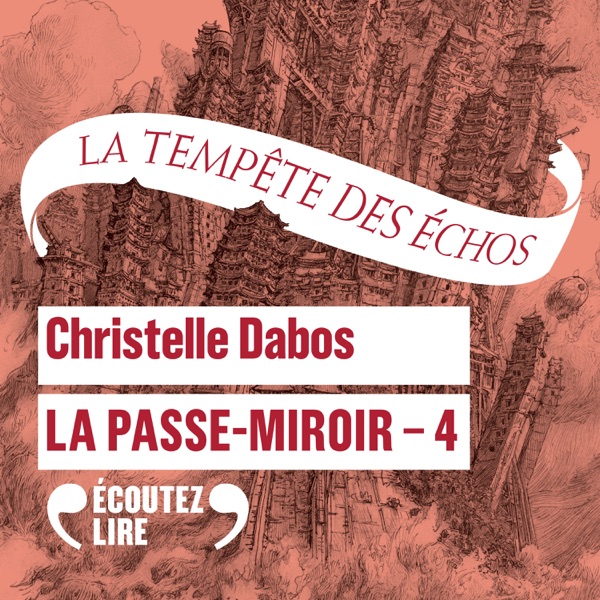 LA TEMPÊTE DES ÉCHOS
Christelle Dabos
LA PASSE-MIROIR – 4
ÉCOUTEZ
LIRE